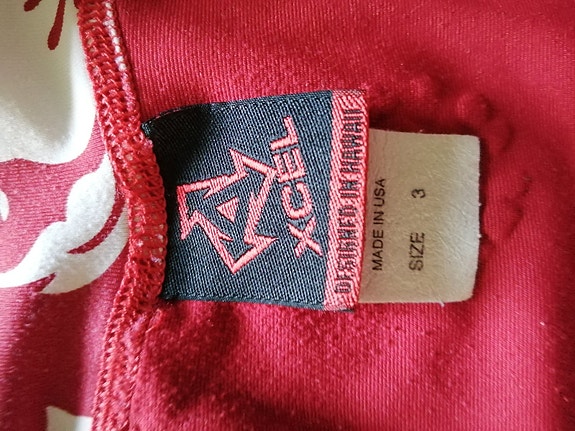 XCEL
DESIGNED IN HAWAII
MADE IN USA
SIZE 3